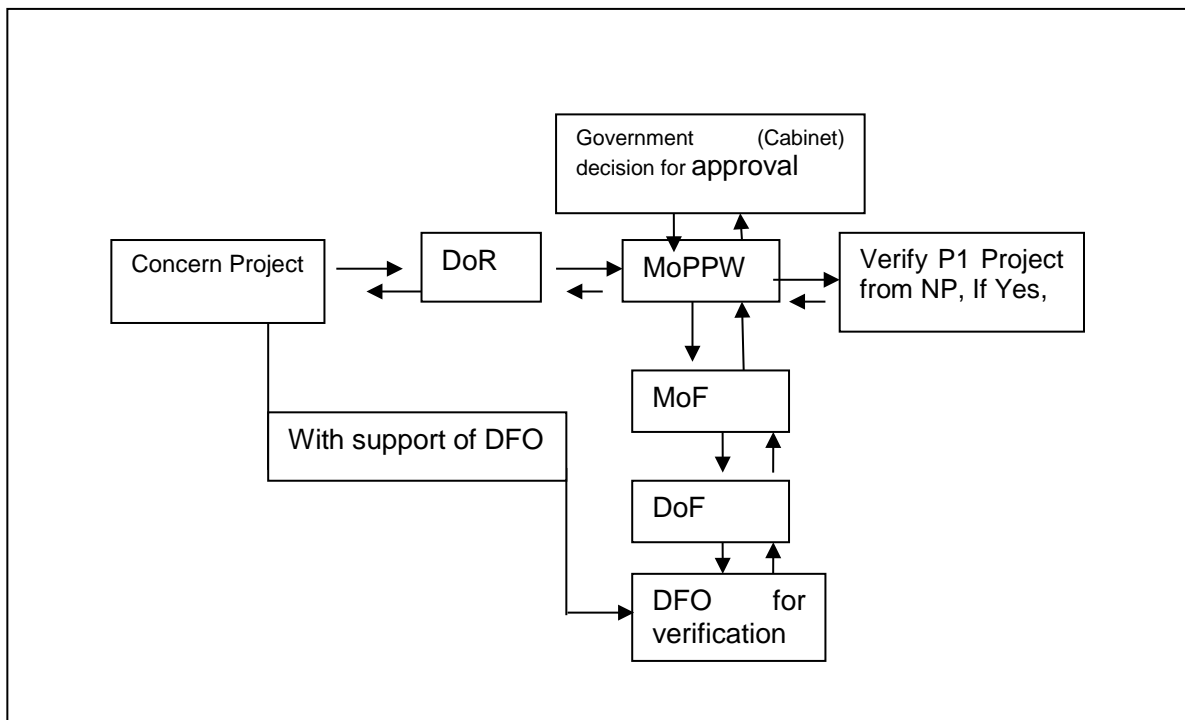 Government (Cabinet)
decision for approval
Concern Project
DoR
MoPPW
Verify P1 Project
from NP, If Yes,
MoF
With support of DFO
DoF
DFO for
verification